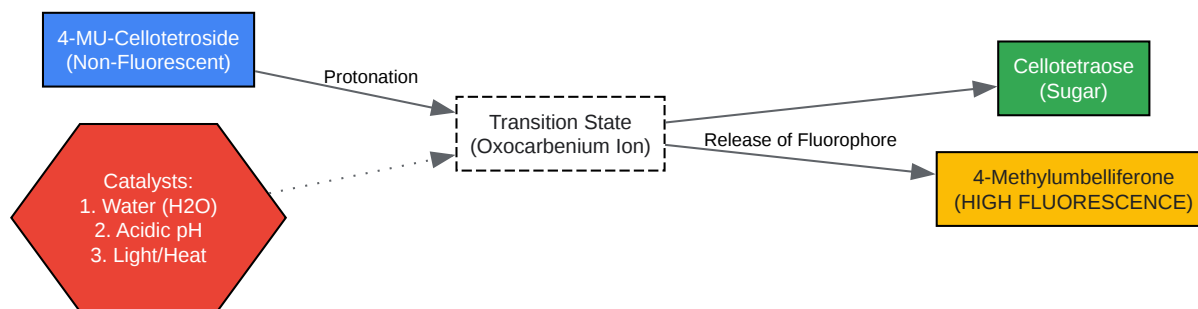 4-MU-Cellotetroside
(Non-Fluorescent)
Protonation
Catalysts:
1. Water (H2O)
2. Acidic pH
3. Light/Heat
Transition State
(Oxocarbenium Ion)
Release of Fluorophore
Cellotetraose
(Sugar)
4-Methylumbelliferone
(HIGH FLUORESCENCE)